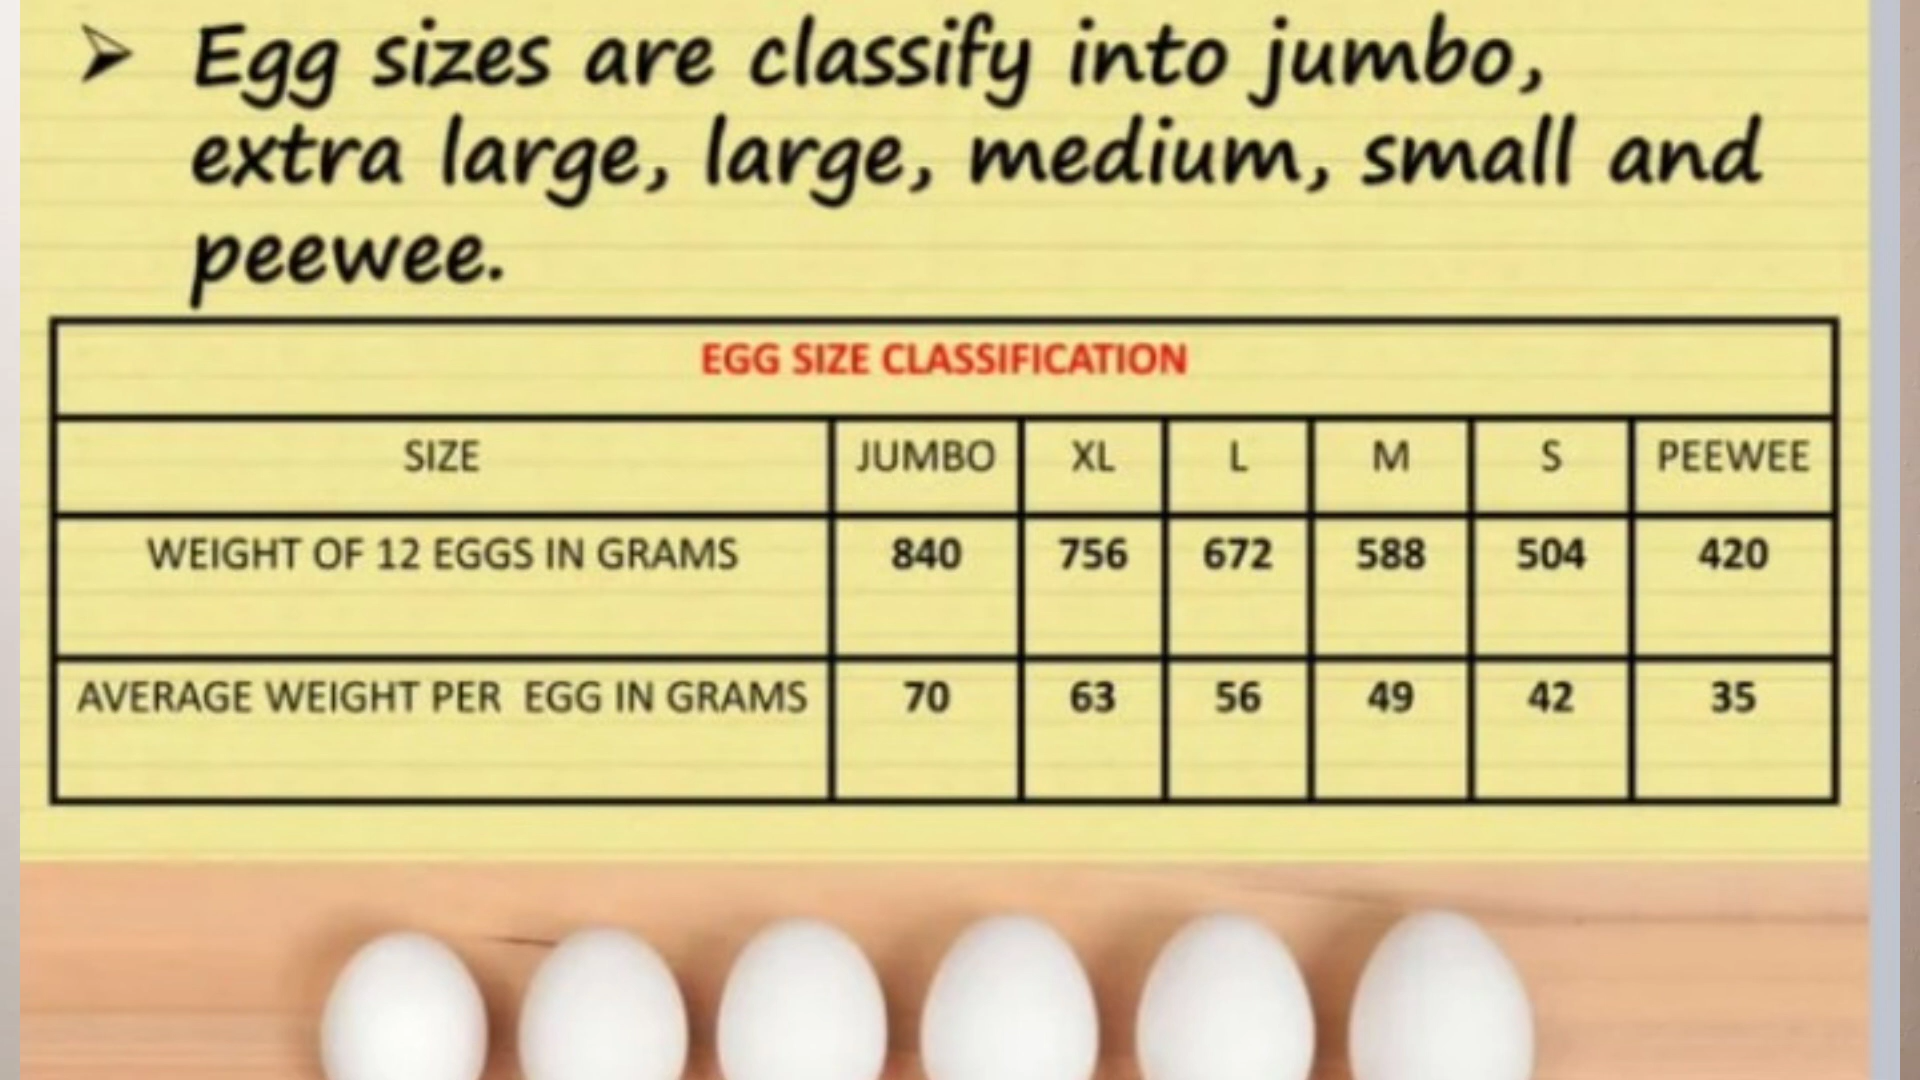 ➢ Egg sizes are classify into jumbo,
extra large, large, medium, small and
peewee.
EGG SIZE CLASSIFICATION
SIZE JUMBO XL L M S PEEWEE
WEIGHT OF 12 EGGS IN GRAMS 840 756 672 588 504 420
AVERAGE WEIGHT PER EGG IN GRAMS 70 63 56 49 42 35